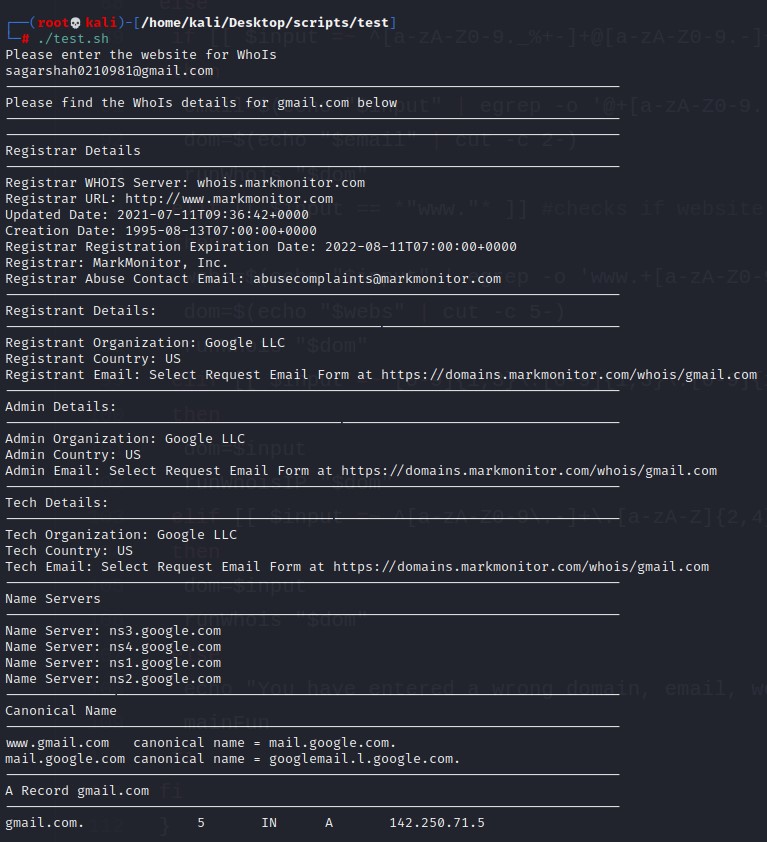 ┌──(root💀kali)-[/home/kali/Desktop/scripts/test]
└─# ./test.sh
Please enter the website for WhoIs
sagarshah0210981@gmail.com
Please find the WhoIs details for gmail.com below
Registrar Details
Registrar WHOIS Server: whois.markmonitor.com
Registrar URL: http://www.markmonitor.com
Updated Date: 2021-07-11T09:36:42+0000
Creation Date: 1995-08-13T07:00:00+0000
Registrar Registration Expiration Date: 2022-08-11T07:00:00+0000
Registrar: MarkMonitor, Inc.
Registrar Abuse Contact Email: abusecomplaints@markmonitor.com
Registrant Details:
Registrant Organization: Google LLC
Registrant Country: US
Registrant Email: Select Request Email Form at https://domains.markmonitor.com/whois/gmail.com
Admin Details:
Admin Organization: Google LLC
Admin Country: US
Admin Email: Select Request Email Form at https://domains.markmonitor.com/whois/gmail.com
Tech Details:
Tech Organization: Google LLC
Tech Country: US
Tech Email: Select Request Email Form at https://domains.markmonitor.com/whois/gmail.com
Name Servers
Name Server: ns3.google.com
Name Server: ns4.google.com
Name Server: ns1.google.com
Name Server: ns2.google.com
Canonical Name
www.gmail.com   canonical name = mail.google.com.
mail.google.com canonical name = googlemail.l.google.com.
A Record gmail.com
gmail.com.              5       IN      A       142.250.71.5